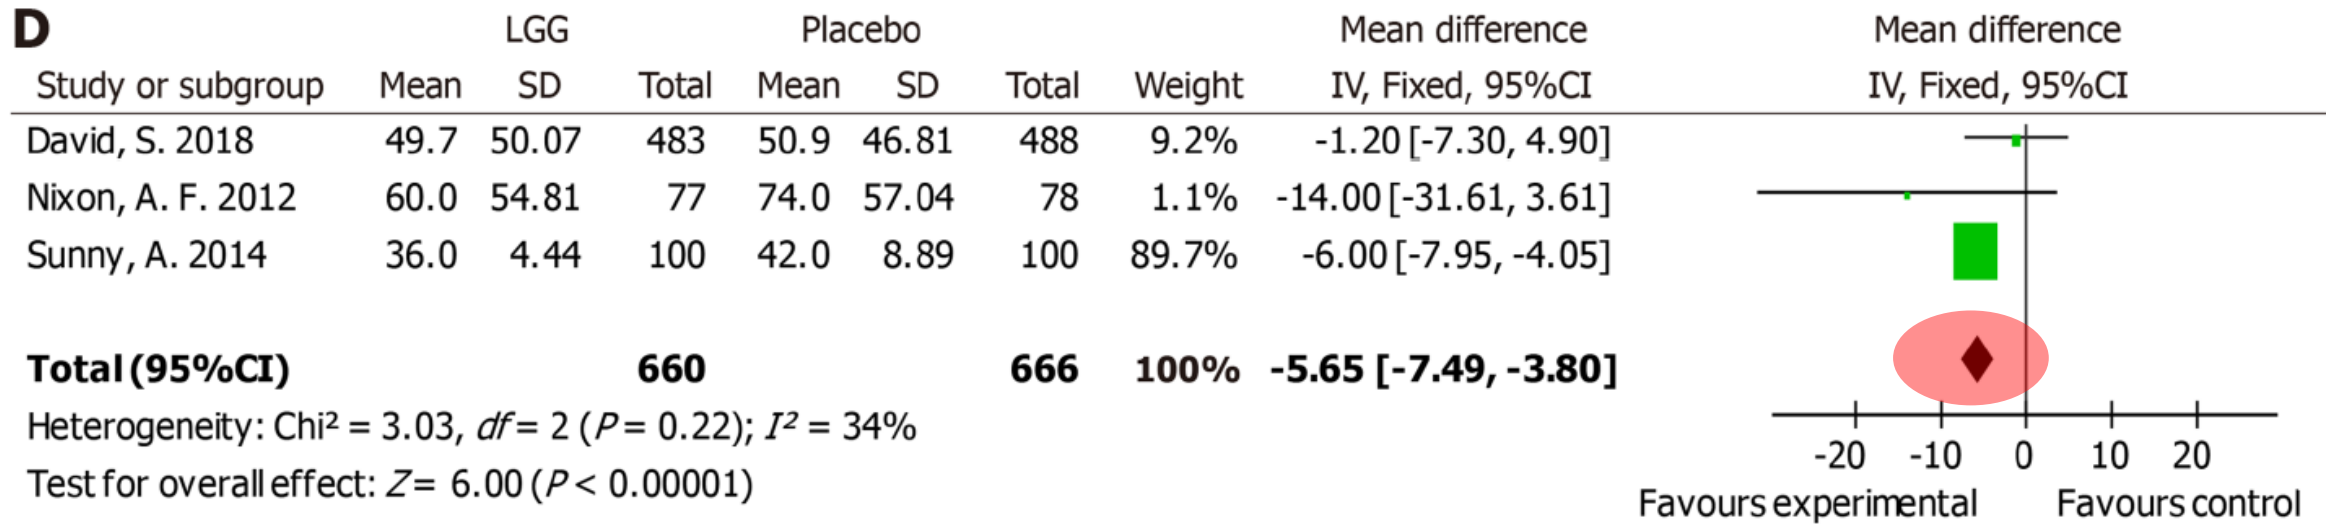 D LGG Placebo Mean difference Mean difference
Study or subgroup Mean SD Total Mean SD Total Weight IV, Fixed, 95%CI IV, Fixed, 95%CI
David, S. 2018 49.7 50.07 483 50.9 46.81 488 9.2% -1.20 [-7.30, 4.90]
Nixon, A. F. 2012 60.0 54.81 77 74.0 57.04 78 1.1% -14.00 [-31.61, 3.61]
Sunny, A. 2014 36.0 4.44 100 42.0 8.89 100 89.7% -6.00 [-7.95, -4.05]
Total (95%CI) 660 666 100% -5.65 [-7.49, -3.80]
Heterogeneity: Chi² = 3.03, df = 2 (P = 0.22); I² = 34%
Test for overall effect: Z = 6.00 (P < 0.00001)
-20 -10 0 10 20
Favours experimental Favours control